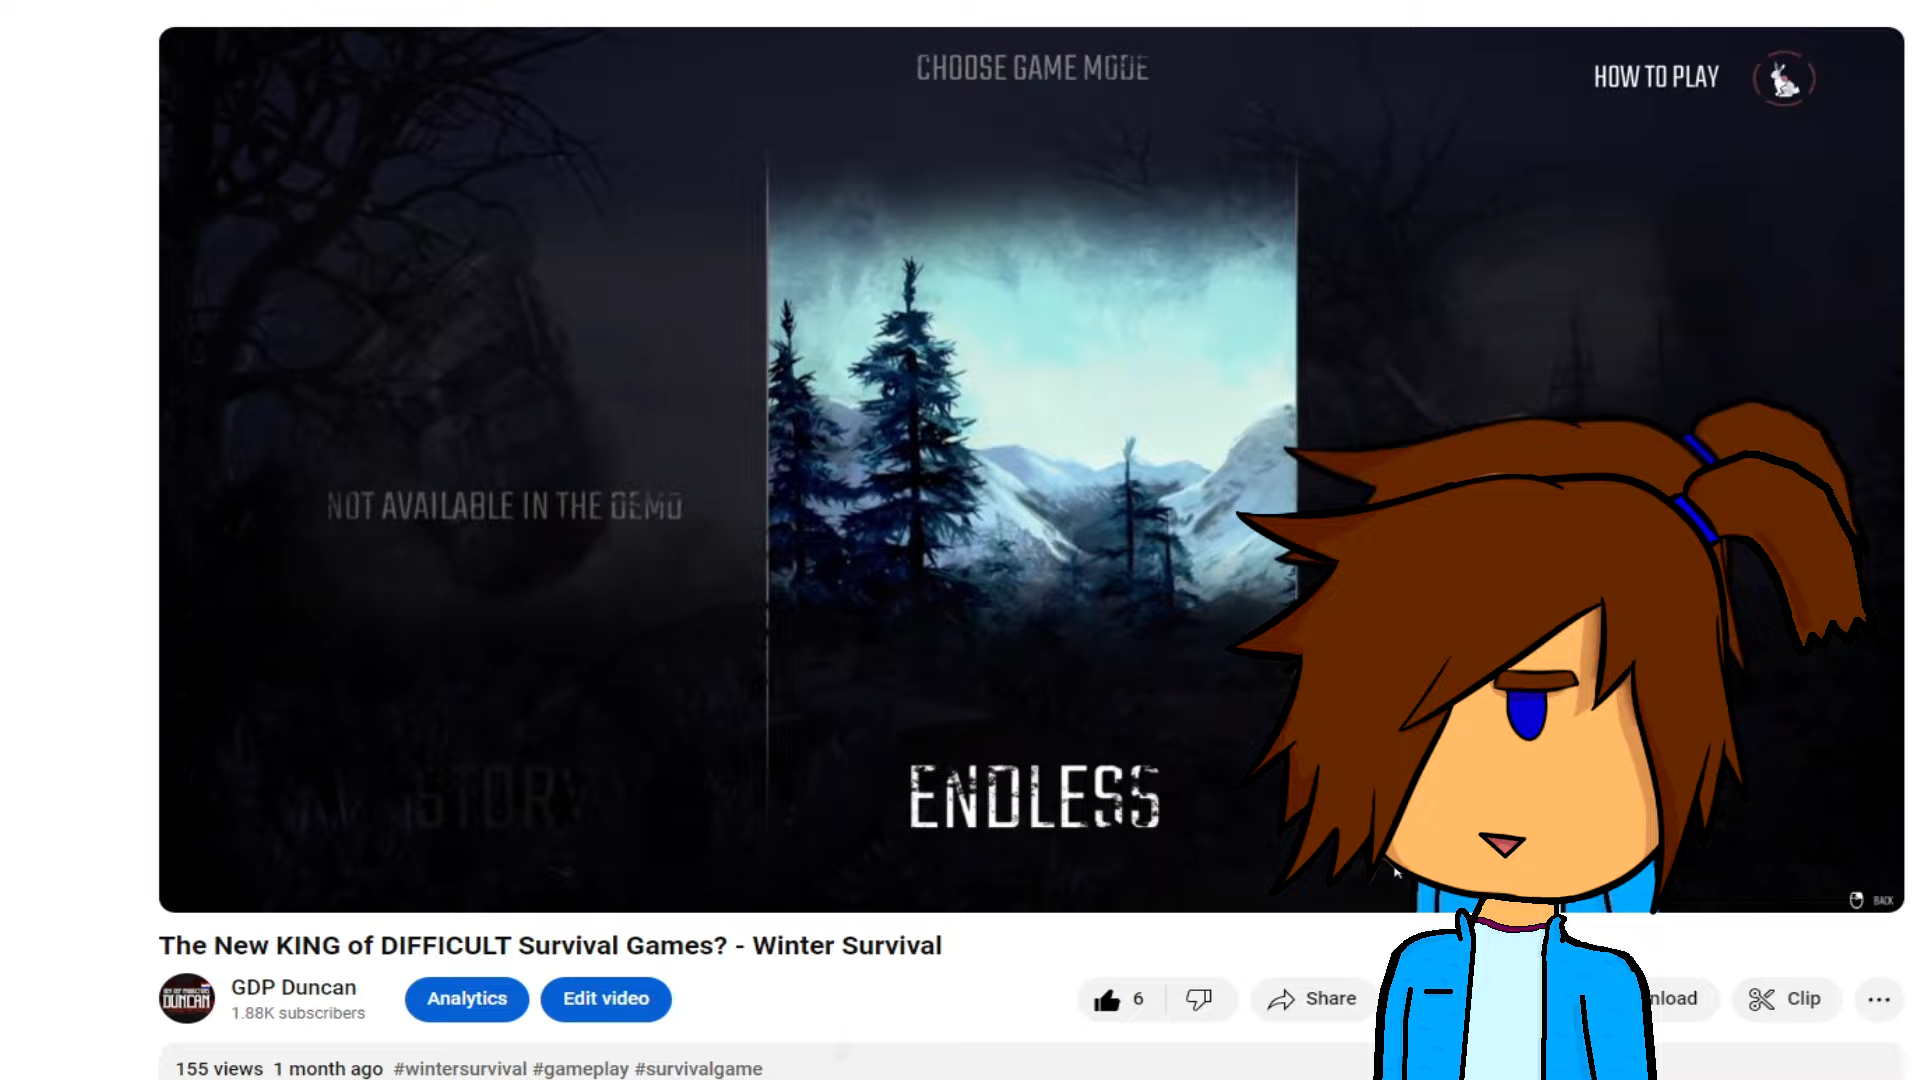 CHOOSE GAME MODE
HOW TO PLAY
NOT AVAILABLE IN THE DEMO
STORY
ENDLESS
BACK
The New KING of DIFFICULT Survival Games? - Winter Survival
DUNCAN
GDP Duncan
1.88K subscribers
Analytics
Edit video
6
Share
nload
Clip
155 views 1 month ago #wintersurvival #gameplay #survivalgame